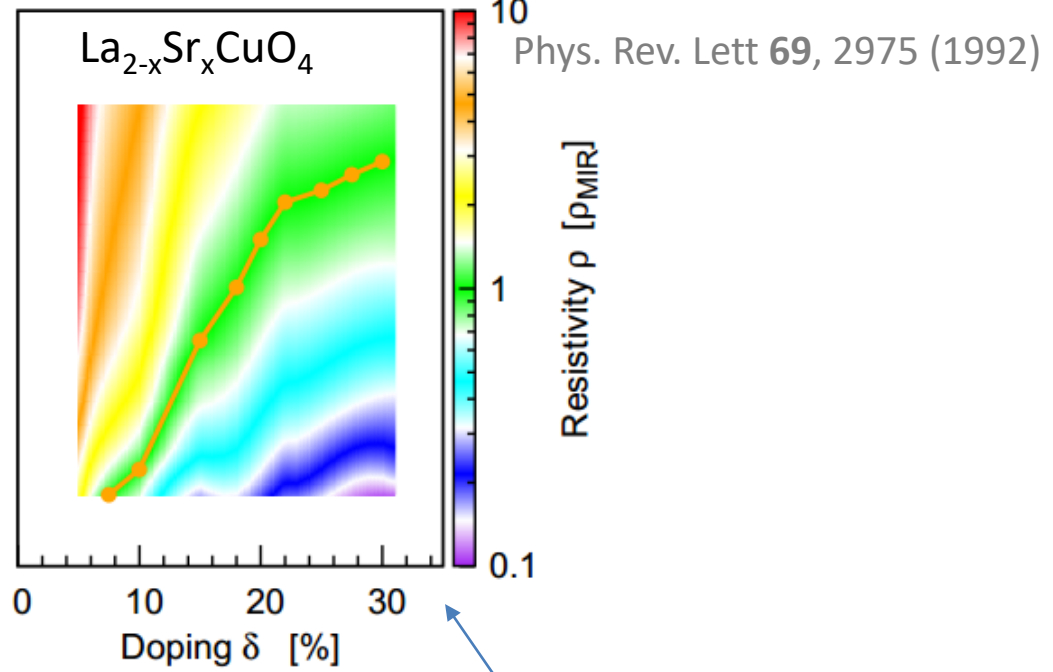 10
La2-xSrxCuO4
Phys. Rev. Lett 69, 2975 (1992)
Resistivity ρ [ρMIR]
1
0.1
0 10 20 30
Doping δ [%]